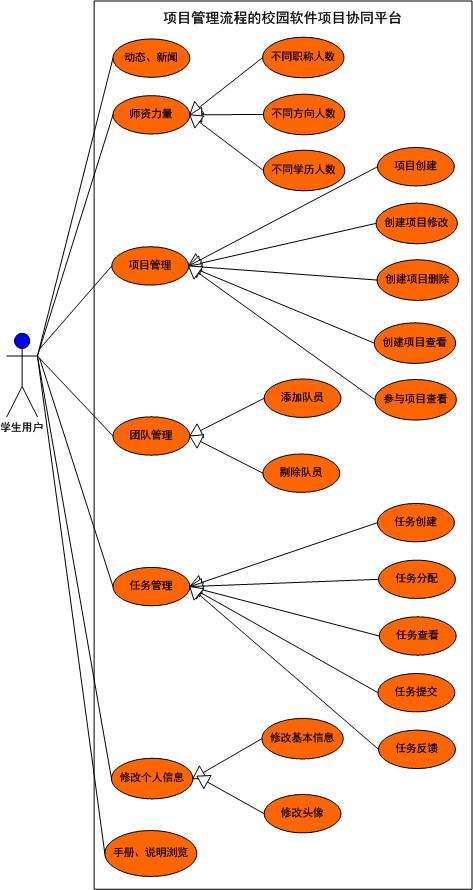 项目管理流程的校园软件项目协同平台
动态、新闻
师资力量
不同职称人数
不同方向人数
不同学历人数
项目管理
项目创建
创建项目修改
创建项目删除
创建项目查看
参与项目查看
学生用户
团队管理
添加队员
剔除队员
任务管理
任务创建
任务分配
任务查看
任务提交
任务反馈
修改个人信息
修改基本信息
修改头像
手册、说明浏览